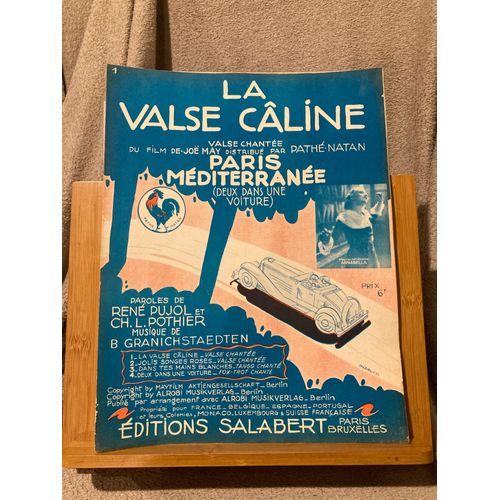 1
LA
VALSE CÂLINE
VALSE CHANTÉE
DU FILM DE JOË MAY DISTRIBUÉ PAR PATHÉ-NATAN
PARIS
MÉDITERRANÉE
(DEUX DANS UNE
VOITURE)
ANNABELLA
PRIX:
6F
PAROLES DE
RENÉ PUJOL ET
CH. L. POTHIER
MUSIQUE DE
B GRANICHSTAEDTEN
1 - LA VALSE CÂLINE - VALSE CHANTÉE
2 - JOLIS SONGES ROSES - VALSE CHANTÉE
3 - DANS TES MAINS BLANCHES, TANGO CHANTÉ
4 - DEUX DANS UNE VOITURE - FOX-TROT CHANTÉ
Copyright by MAYFILM AKTIENGESELLSCHAFT - Berlin
Copyright by ALROBI MUSIKVERLAG - Berlin
Publié par arrangement avec ALROBI MUSIKVERLAG - Berlin
Propriété pour FRANCE - BELGIQUE - ESPAGNE - PORTUGAL
et leurs Colonies, MONACO, LUXEMBOURG & SUISSE FRANÇAISE
ÉDITIONS SALABERT PARIS
BRUXELLES